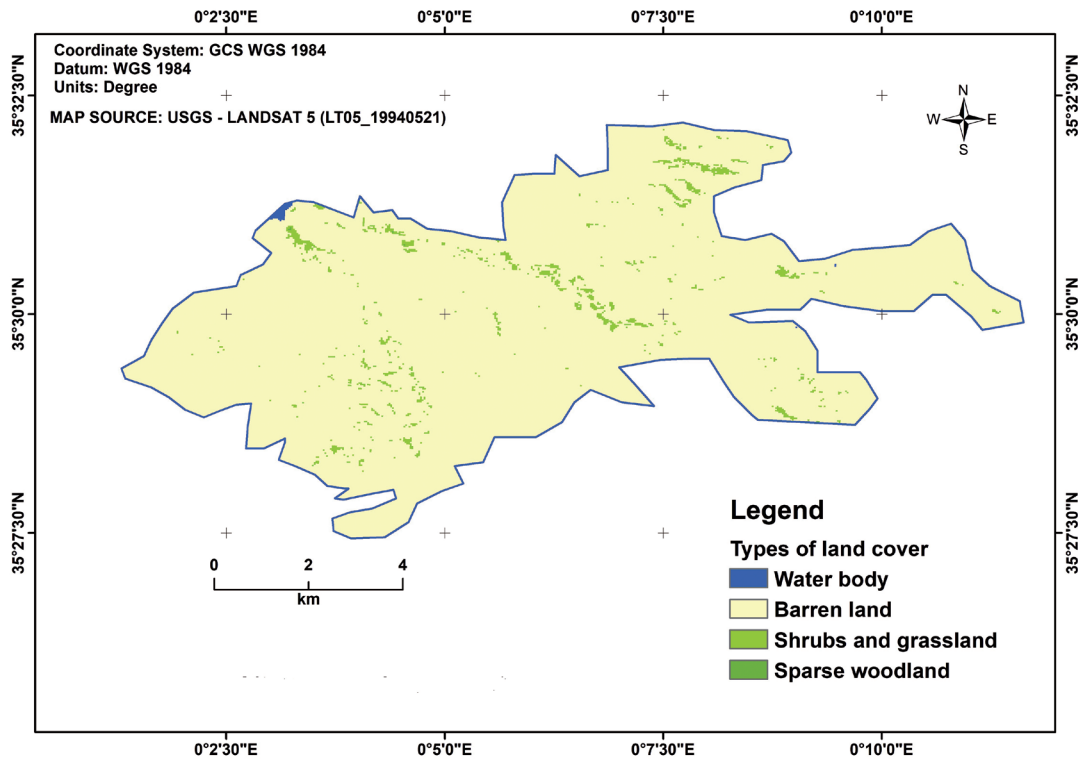 0°2'30"E 0°5'0"E 0°7'30"E 0°10'0"E
Coordinate System: GCS WGS 1984
Datum: WGS 1984
Units: Degree
MAP SOURCE: USGS - LANDSAT 5 (LT05_19940521)
35°32'30"N
35°32'30"N
N
W E
S
35°30'0"N
35°30'0"N
35°27'30"N
35°27'30"N
0 2 4
km
Legend
Types of land cover
Water body
Barren land
Shrubs and grassland
Sparse woodland
0°2'30"E 0°5'0"E 0°7'30"E 0°10'0"E